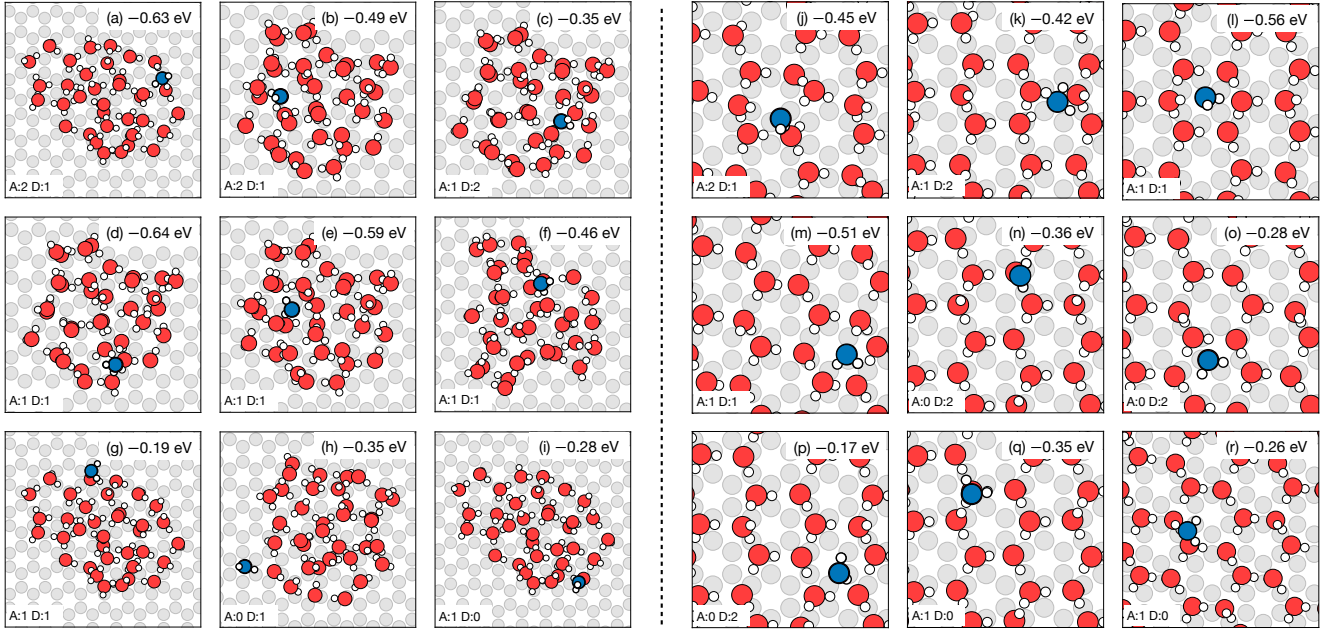 (a) −0.63 eV
A:2 D:1
(b) −0.49 eV
A:2 D:1
(c) −0.35 eV
A:1 D:2
(d) −0.64 eV
A:1 D:1
(e) −0.59 eV
A:1 D:1
(f) −0.46 eV
A:1 D:1
(g) −0.19 eV
A:1 D:1
(h) −0.35 eV
A:0 D:1
(i) −0.28 eV
A:1 D:0
(j) −0.45 eV
A:2 D:1
(k) −0.42 eV
A:1 D:2
(l) −0.56 eV
A:1 D:1
(m) −0.51 eV
A:1 D:1
(n) −0.36 eV
A:0 D:2
(o) −0.28 eV
A:0 D:2
(p) −0.17 eV
A:0 D:2
(q) −0.35 eV
A:1 D:0
(r) −0.26 eV
A:1 D:0